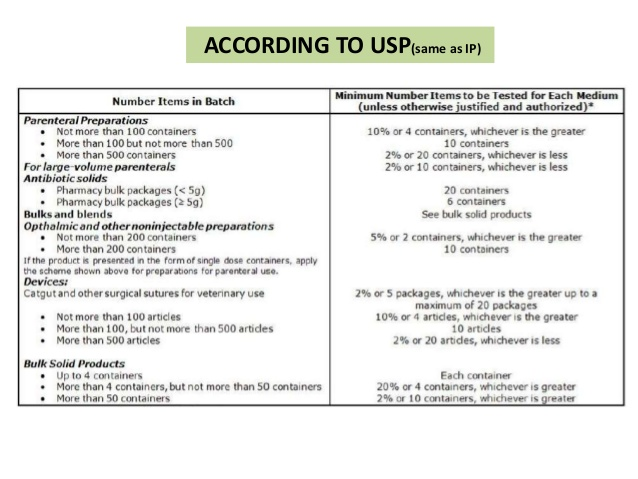 ACCORDING TO USP(same as IP)
Number Items in Batch
Minimum Number Items to be Tested for Each Medium
(unless otherwise justified and authorized)*
Parenteral Preparations
• Not more than 100 containers 10% or 4 containers, whichever is the greater
• More than 100 but not more than 500 10 containers
• More than 500 containers 2% or 20 containers, whichever is less
For large-volume parenterals 2% or 10 containers, whichever is less
Antibiotic solids
• Pharmacy bulk packages (< 5g) 20 containers
• Pharmacy bulk packages (≥ 5g) 6 containers
Bulks and blends See bulk solid products
Opthalmic and other noninjectable preparations
• Not more than 200 containers 5% or 2 containers, whichever is the greater
• More than 200 containers 10 containers
If the product is presented in the form of single dose containers, apply
the scheme shown above for preparations for parenteral use.
Devices:
Catgut and other surgical sutures for veterinary use 2% or 5 packages, whichever is the greater up to a
maximum of 20 packages
• Not more than 100 articles 10% or 4 articles, whichever is the greater
• More than 100, but not more than 500 articles 10 articles
• More than 500 articles 2% or 20 articles, whichever is less
Bulk Solid Products
• Up to 4 containers Each container
• More than 4 containers, but not more than 50 containers 20% or 4 containers, whichever is greater
• More than 50 containers 2% or 10 containers, whichever is greater